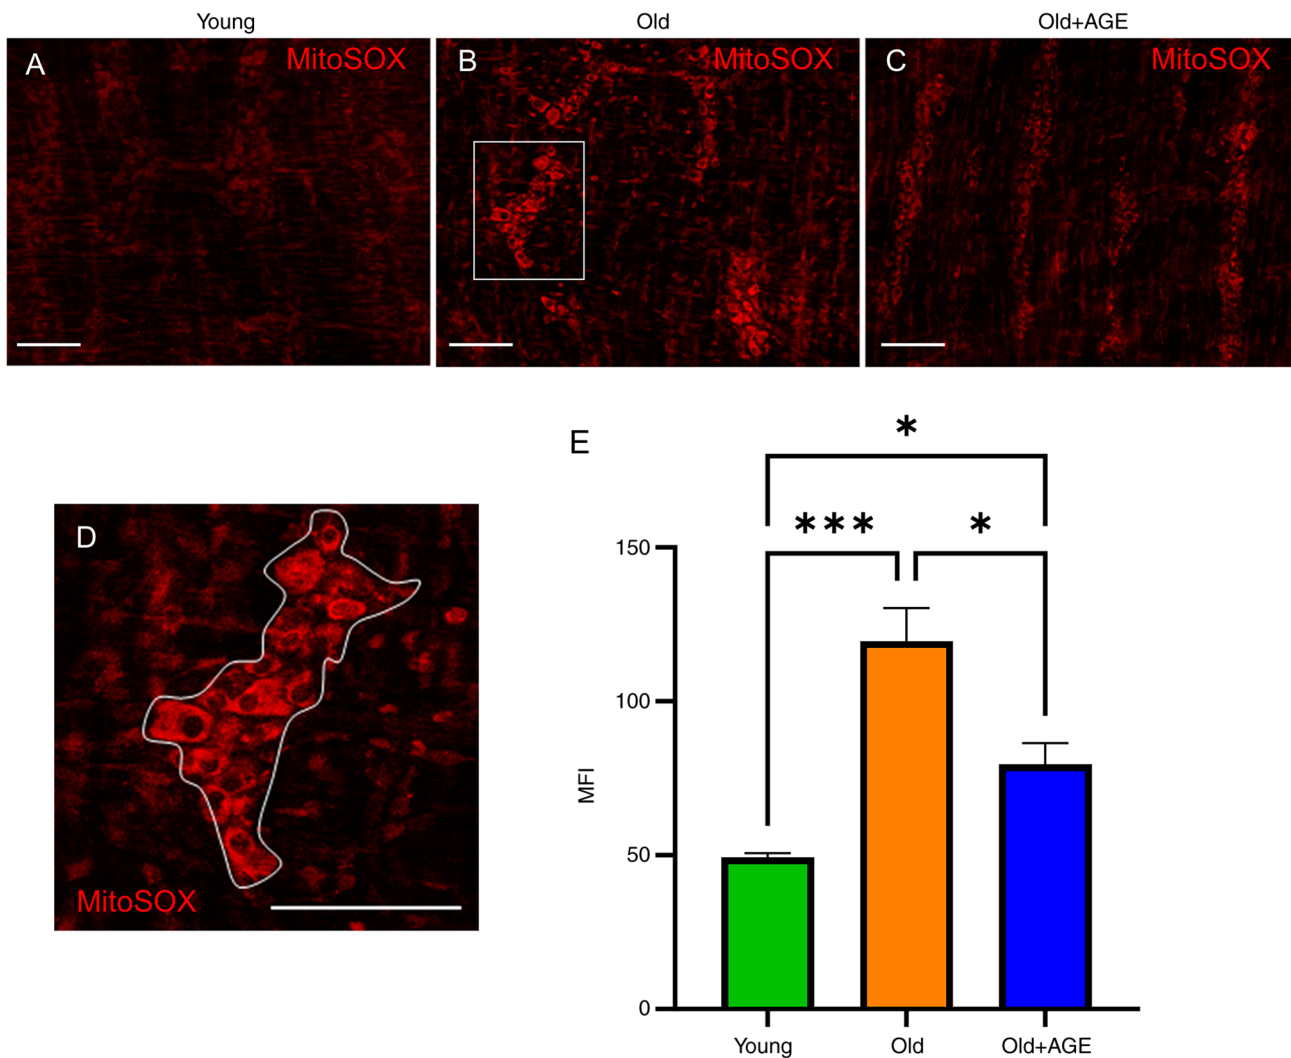 Young
Old
Old+AGE
A
MitoSOX
B
MitoSOX
C
MitoSOX
D
MitoSOX
E
*
***
*
150
100
50
0
MFI
Young
Old
Old+AGE